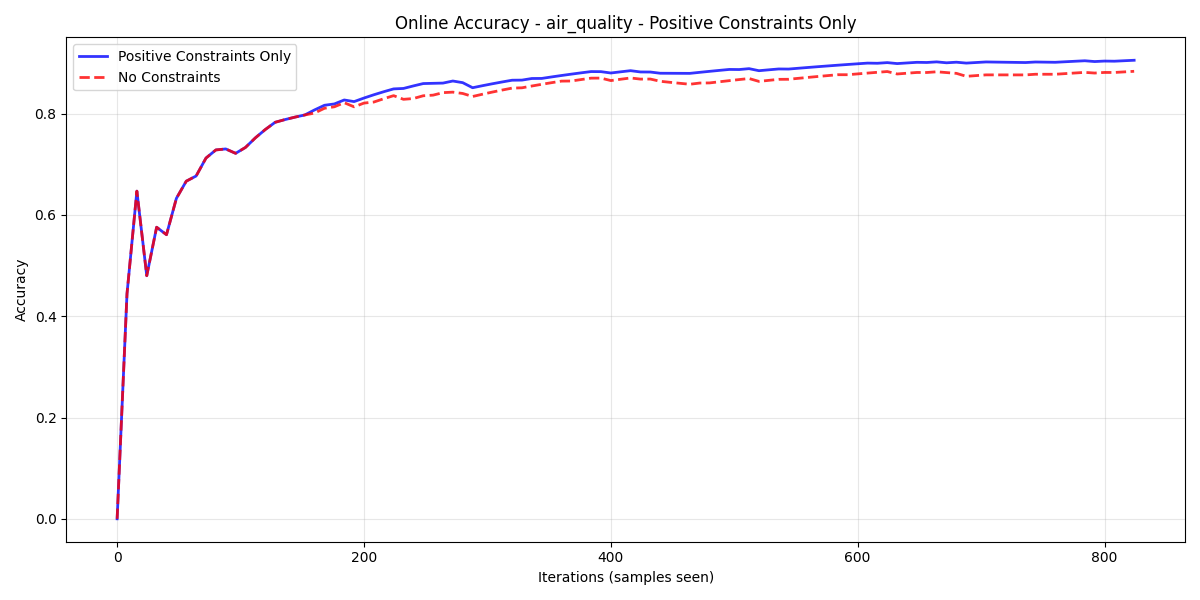 Online Accuracy - air_quality - Positive Constraints Only
Positive Constraints Only
No Constraints
Accuracy
0.8
0.6
0.4
0.2
0.0
0 200 400 600 800
Iterations (samples seen)